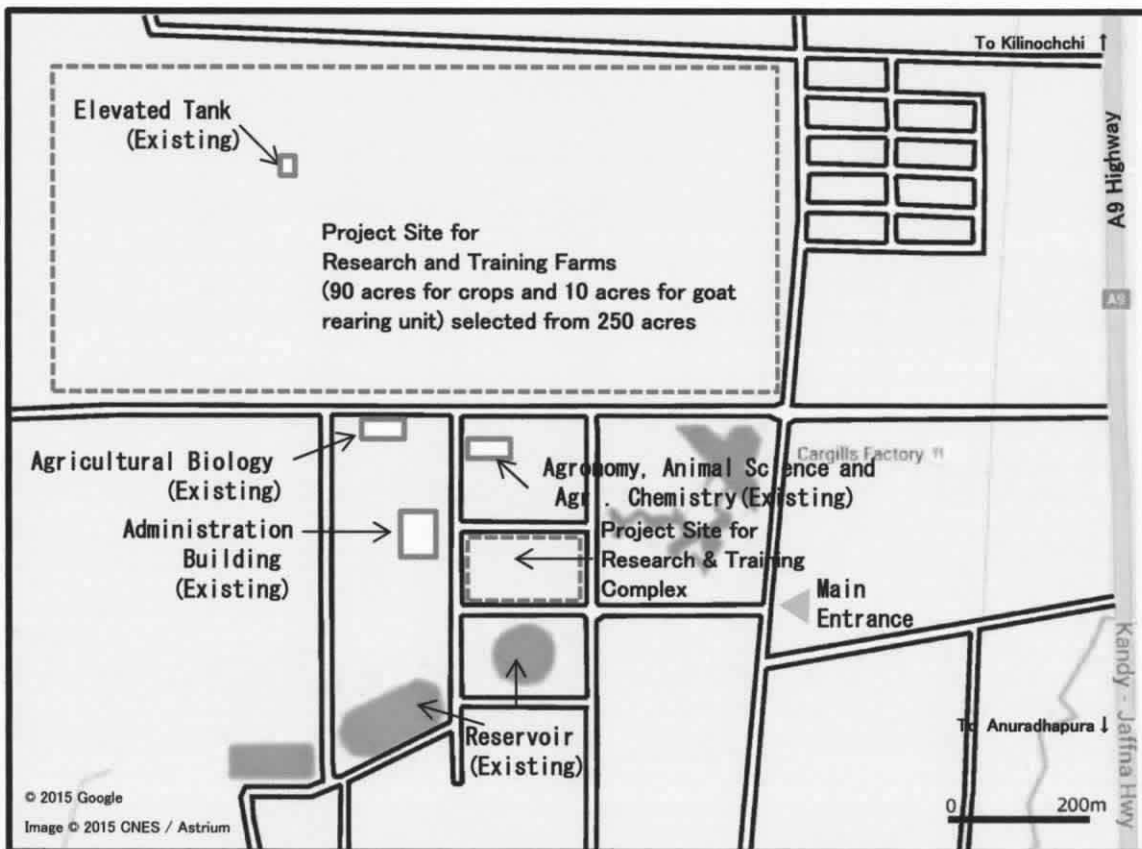 To Kilinochchi ↑
Elevated Tank
(Existing)
A9 Highway
Project Site for
Research and Training Farms
(90 acres for crops and 10 acres for goat
rearing unit) selected from 250 acres
A9
Agricultural Biology
(Existing)
Cargills Factory
Agronomy, Animal Science and
Agr . Chemistry(Existing)
Administration
Building
(Existing)
Project Site for
Research & Training
Complex
Main
Entrance
Kandy - Jaffna Hwy
To Anuradhapura ↓
Reservoir
(Existing)
© 2015 Google
Image © 2015 CNES / Astrium
0 200m